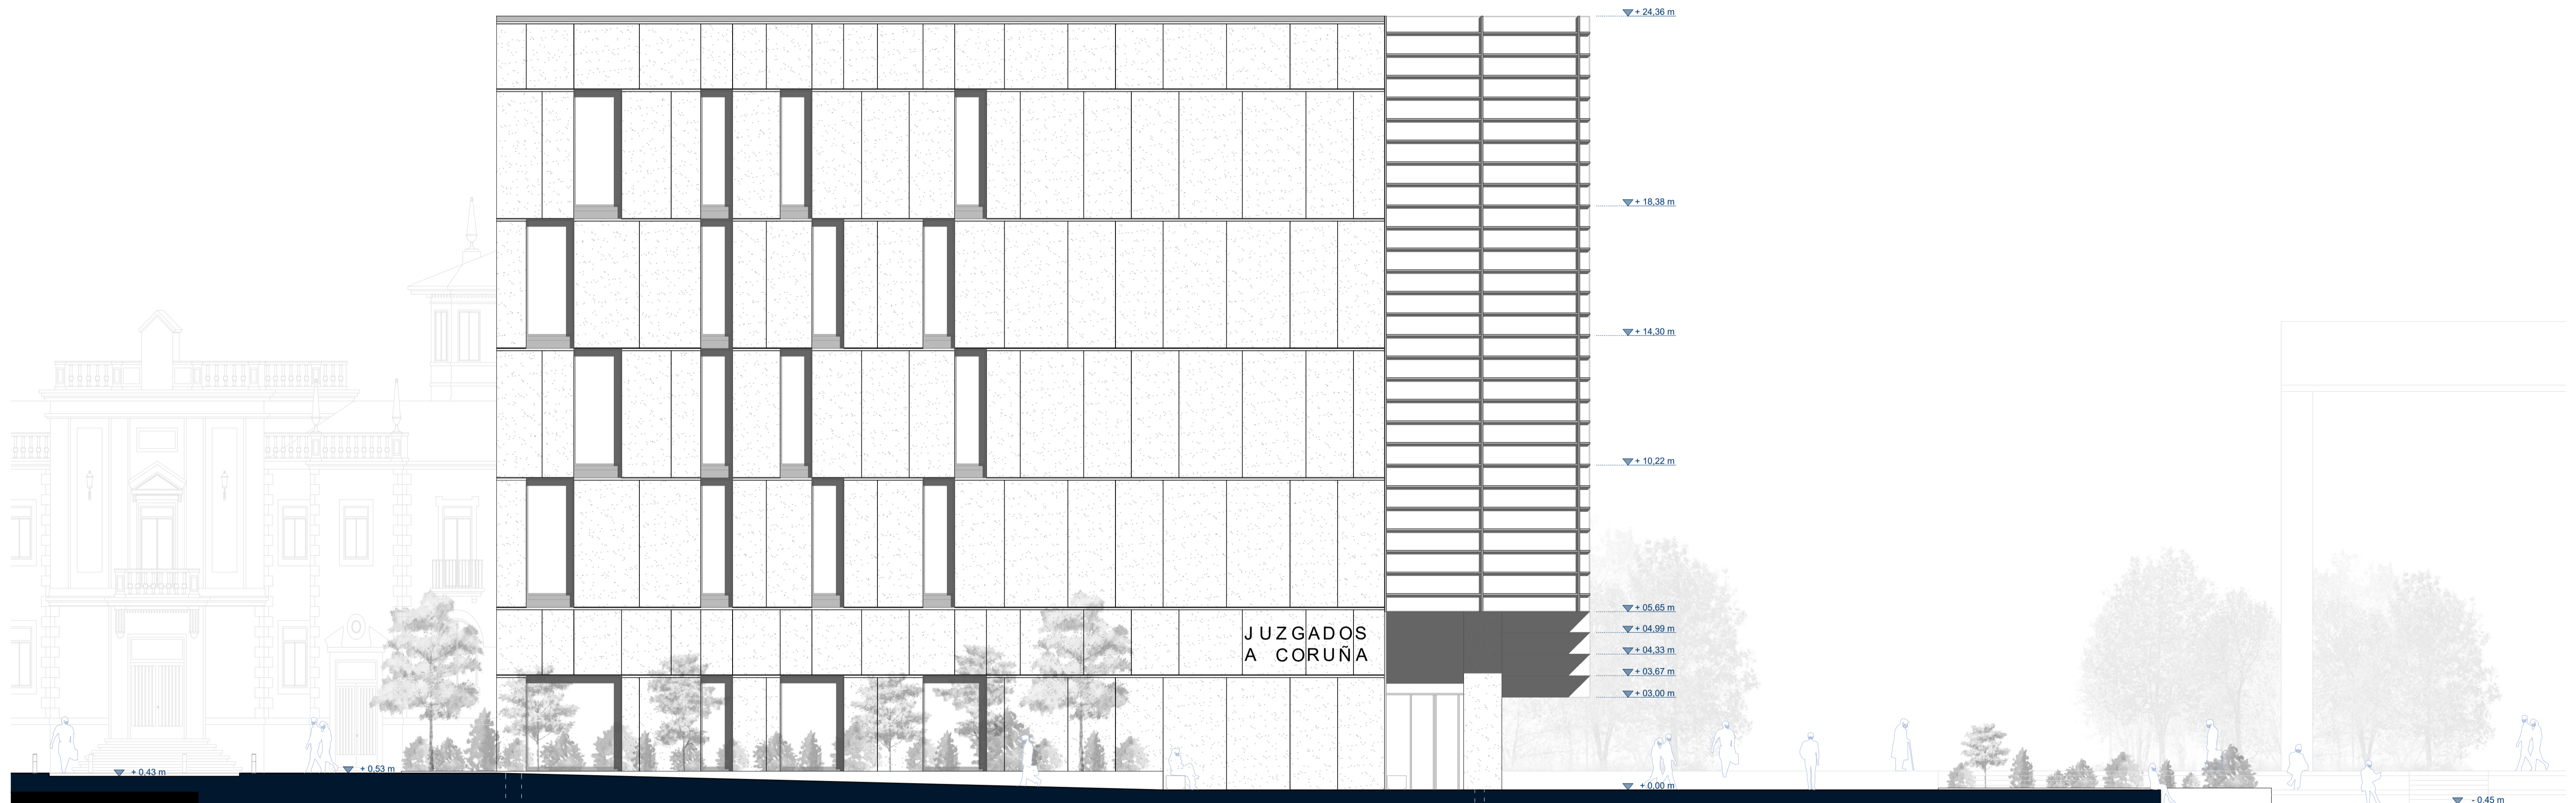 + 24,36 m
+ 18,38 m
+ 14,30 m
+ 10,22 m
+ 05,65 m
JUZGADOS
A CORUÑA
+ 04,99 m
+ 04,33 m
+ 03,67 m
+ 03,00 m
+ 0,43 m
+ 0,53 m
+ 0,00 m
- 0,45 m